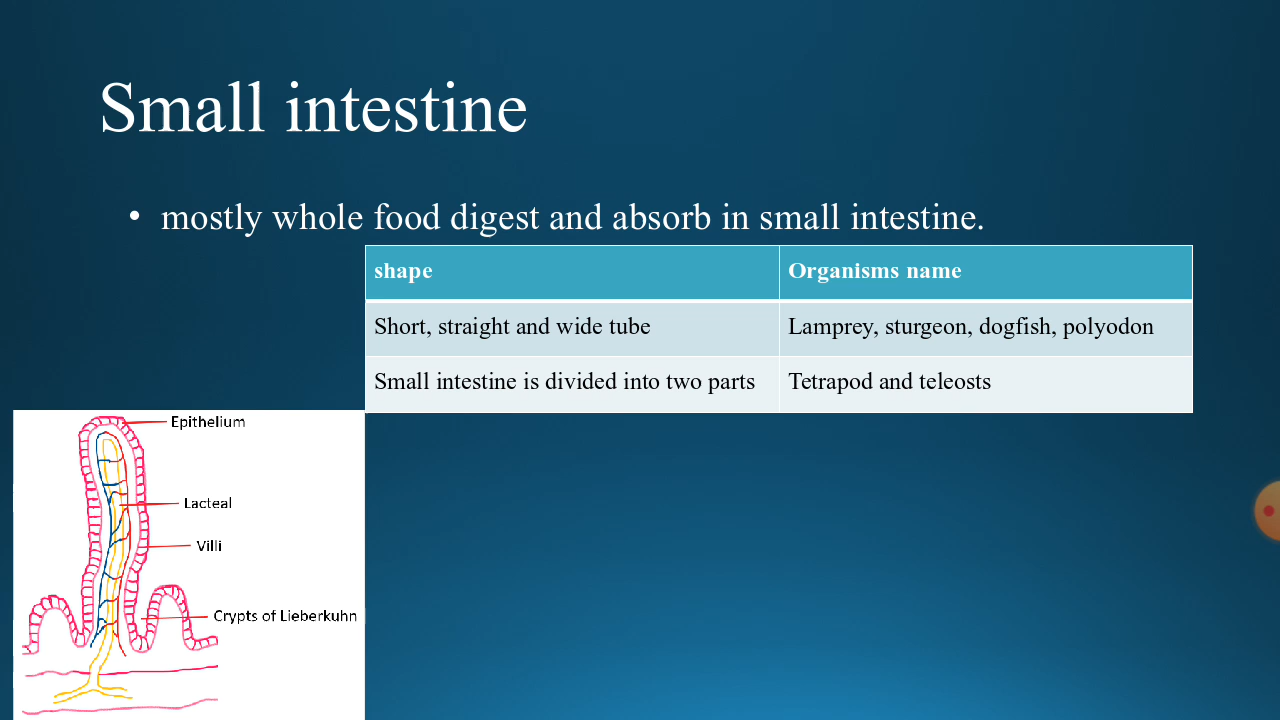 Small intestine
• mostly whole food digest and absorb in small intestine.
shape Organisms name
Short, straight and wide tube Lamprey, sturgeon, dogfish, polyodon
Small intestine is divided into two parts Tetrapod and teleosts
Epithelium
Lacteal
Villi
Crypts of Lieberkuhn